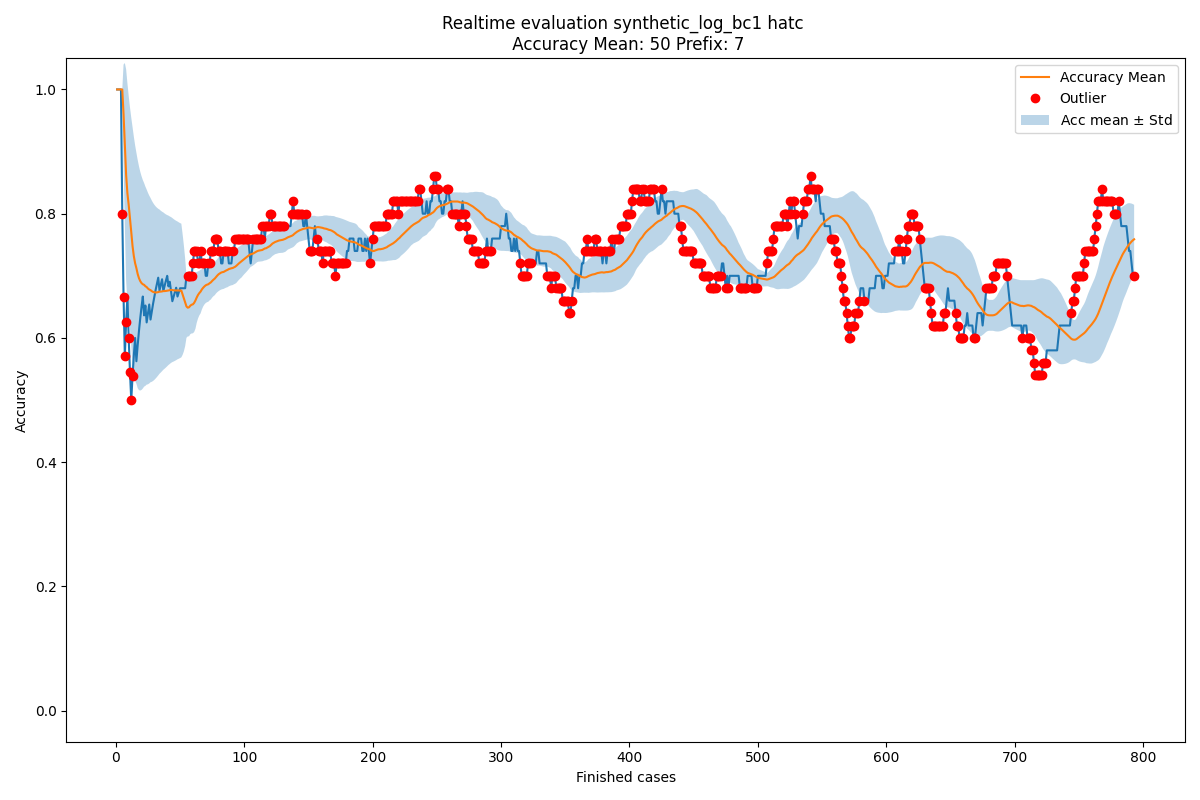 Realtime evaluation synthetic_log_bc1 hatc
Accuracy Mean: 50 Prefix: 7
Accuracy Mean
Outlier
Acc mean ± Std
Accuracy
1.0
0.8
0.6
0.4
0.2
0.0
0 100 200 300 400 500 600 700 800
Finished cases